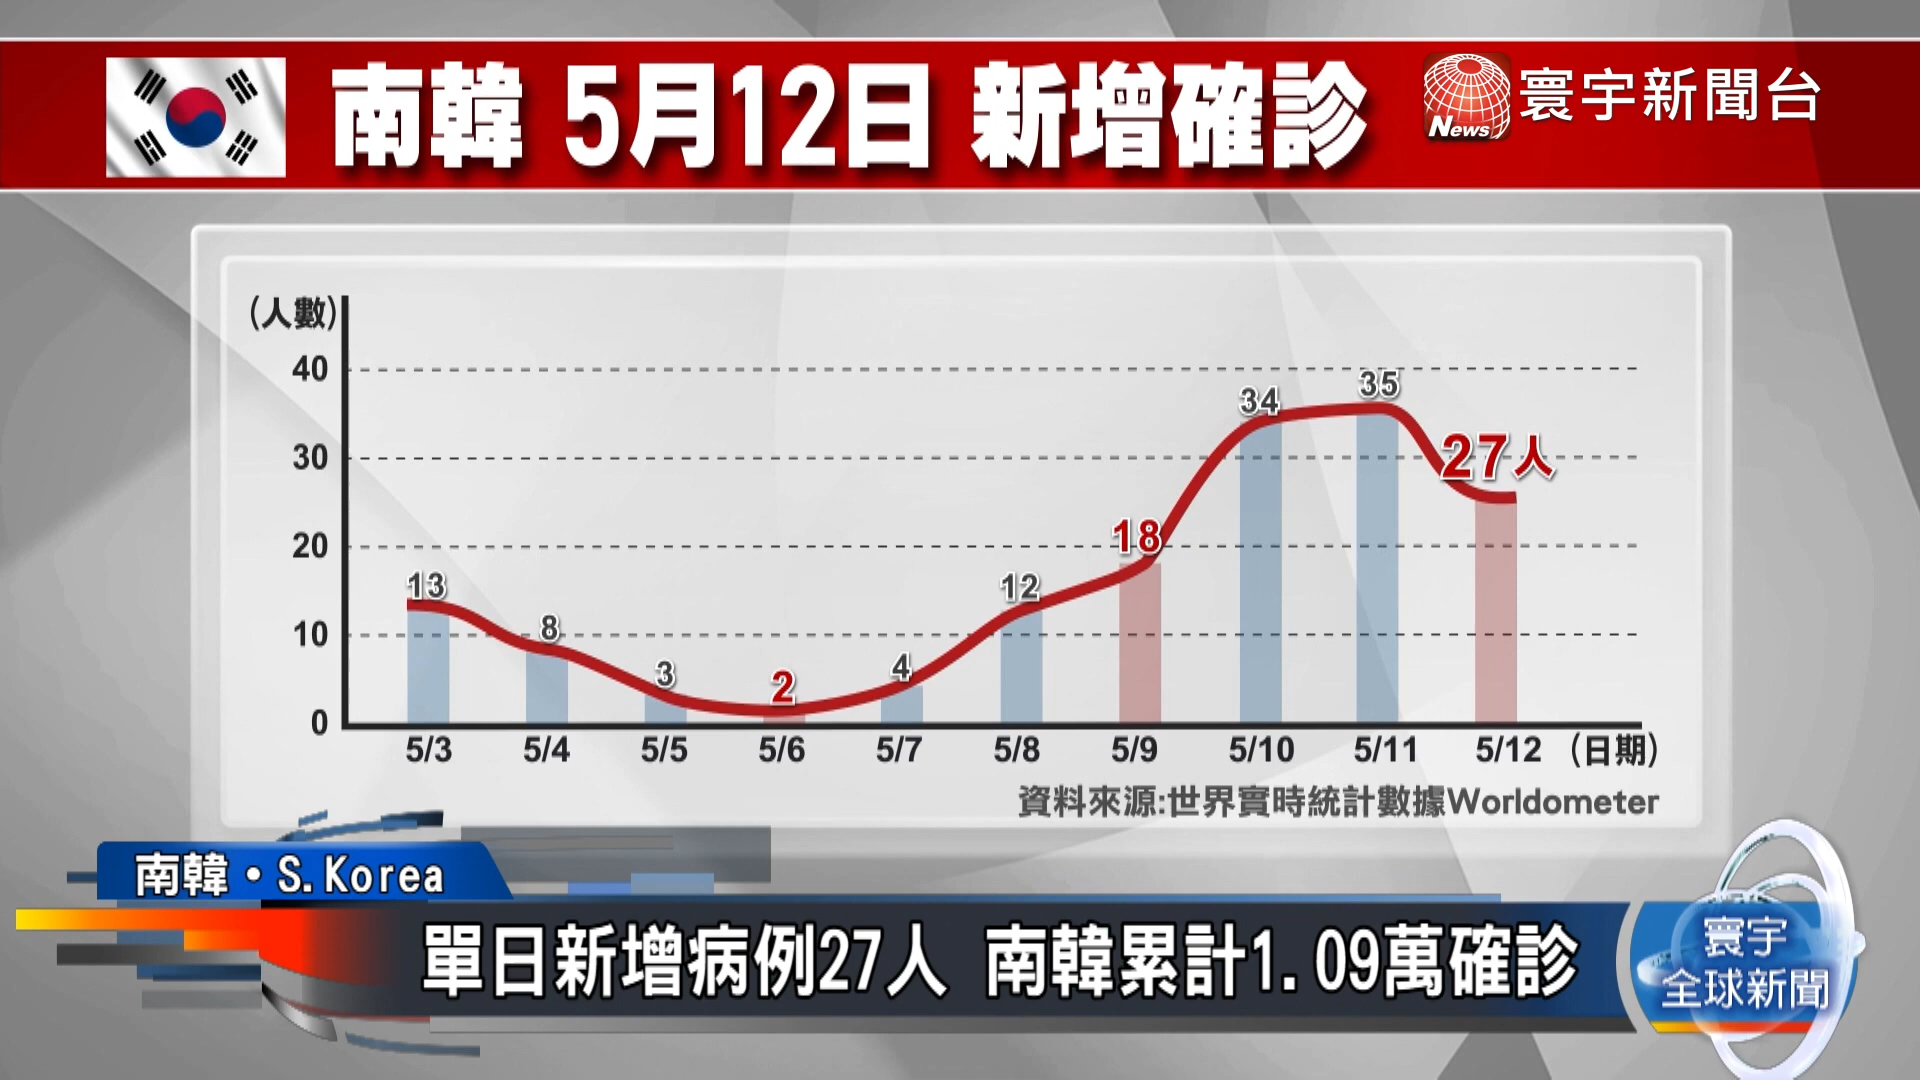 南韓 5月12日 新增確診
News 寰宇新聞台
(人數)
40
30
20
10
0
13
8
3
2
4
12
18
34
35
27人
5/3 5/4 5/5 5/6 5/7 5/8 5/9 5/10 5/11 5/12 (日期)
資料來源:世界實時統計數據Worldometer
南韓・S.Korea
單日新增病例27人 南韓累計1.09萬確診
寰宇
全球新聞